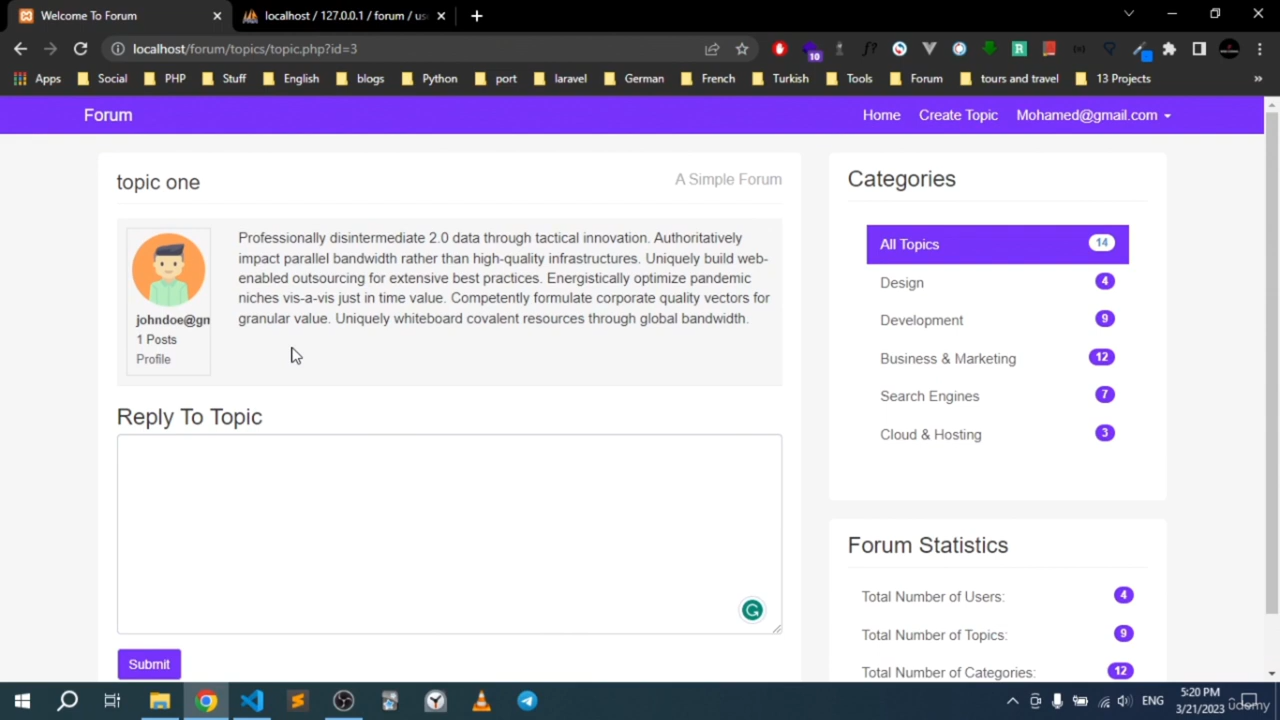 Welcome To Forum
localhost / 127.0.0.1 / forum / us
localhost/forum/topics/topic.php?id=3
10
Apps
Social
PHP
Stuff
English
blogs
Python
port
laravel
German
French
Turkish
Tools
Forum
tours and travel
13 Projects
Forum
Home
Create Topic
Mohamed@gmail.com
topic one
A Simple Forum
johndoe@gm
1 Posts
Profile
Professionally disintermediate 2.0 data through tactical innovation. Authoritatively
impact parallel bandwidth rather than high-quality infrastructures. Uniquely build web-
enabled outsourcing for extensive best practices. Energistically optimize pandemic
niches vis-a-vis just in time value. Competently formulate corporate quality vectors for
granular value. Uniquely whiteboard covalent resources through global bandwidth.
Reply To Topic
Submit
Categories
All Topics 14
Design 4
Development 9
Business & Marketing 12
Search Engines 7
Cloud & Hosting 3
Forum Statistics
Total Number of Users: 4
Total Number of Topics: 9
Total Number of Categories: 12
ENG
5:20 PM
3/21/2023
udemy